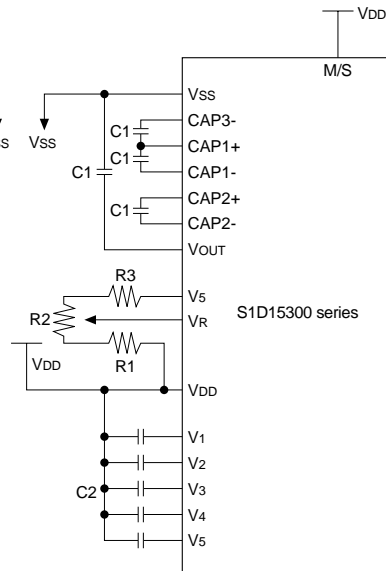 VDD
M/S
VSS
CAP3-
C1
CAP1+
SS VSS
C1
C1
CAP1-
CAP2+
C1
CAP2-
VOUT
R3
V5
R2
VR
S1D15300 series
R1
VDD
VDD
V1
V2
C2
V3
V4
V5